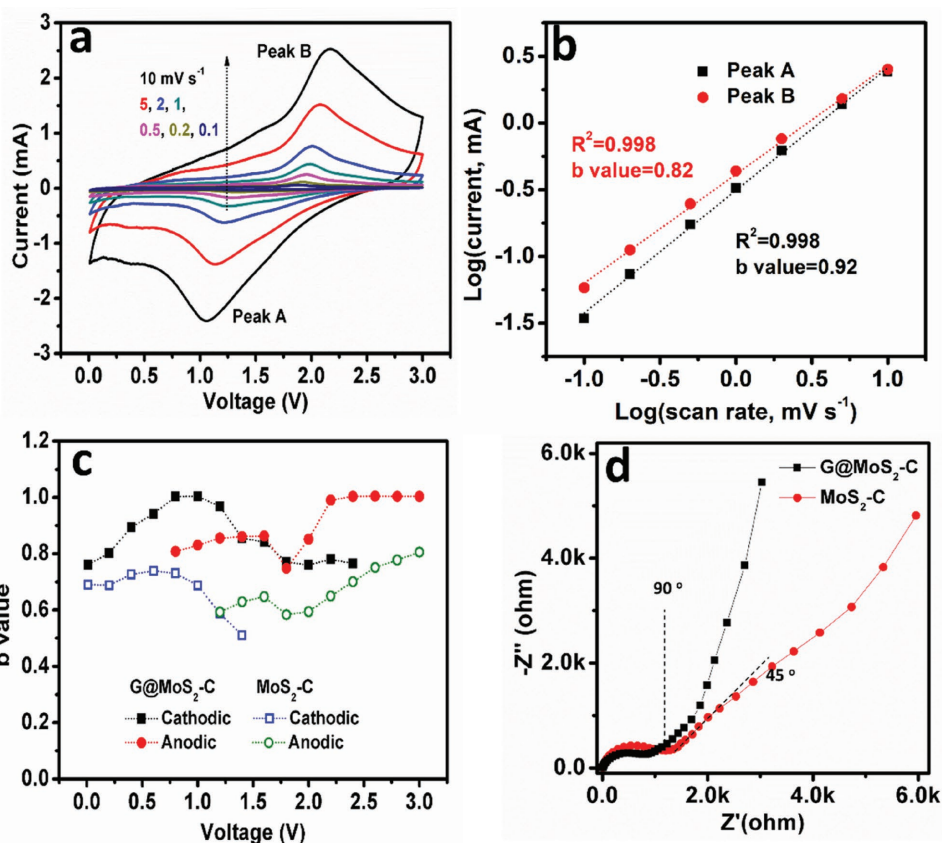 a
Peak B
10 mV s⁻¹
5, 2, 1,
0.5, 0.2, 0.1
Peak A
Current (mA)
3
2
1
0
-1
-2
-3
0.0 0.5 1.0 1.5 2.0 2.5 3.0
Voltage (V)
b
Peak A
Peak B
R²=0.998
b value=0.82
R²=0.998
b value=0.92
Log(current, mA)
0.5
0.0
-0.5
-1.0
-1.5
-1.0 -0.5 0.0 0.5 1.0
Log(scan rate, mV s⁻¹)
c
b value
1.2
1.0
0.8
0.6
0.4
0.2
0.0
G@MoS₂-C MoS₂-C
Cathodic Cathodic
Anodic Anodic
0.0 0.5 1.0 1.5 2.0 2.5 3.0
Voltage (V)
d
G@MoS₂-C
MoS₂-C
90 °
45 °
-Z'' (ohm)
6.0k
4.0k
2.0k
0.0
0.0 2.0k 4.0k 6.0k
Z'(ohm)